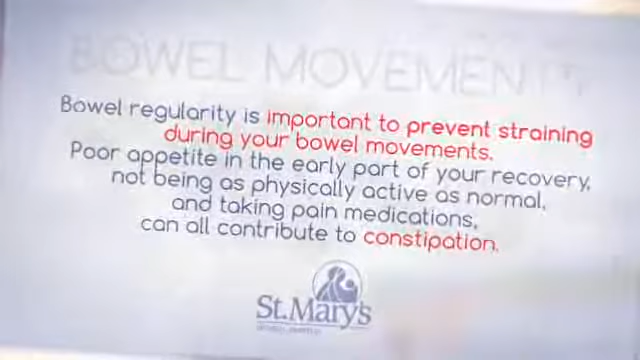 BOWEL MOVEMENTS
Bowel regularity is important to prevent straining
during your bowel movements.
Poor appetite in the early part of your recovery,
not being as physically active as normal,
and taking pain medications,
can all contribute to constipation.
St. Mary's